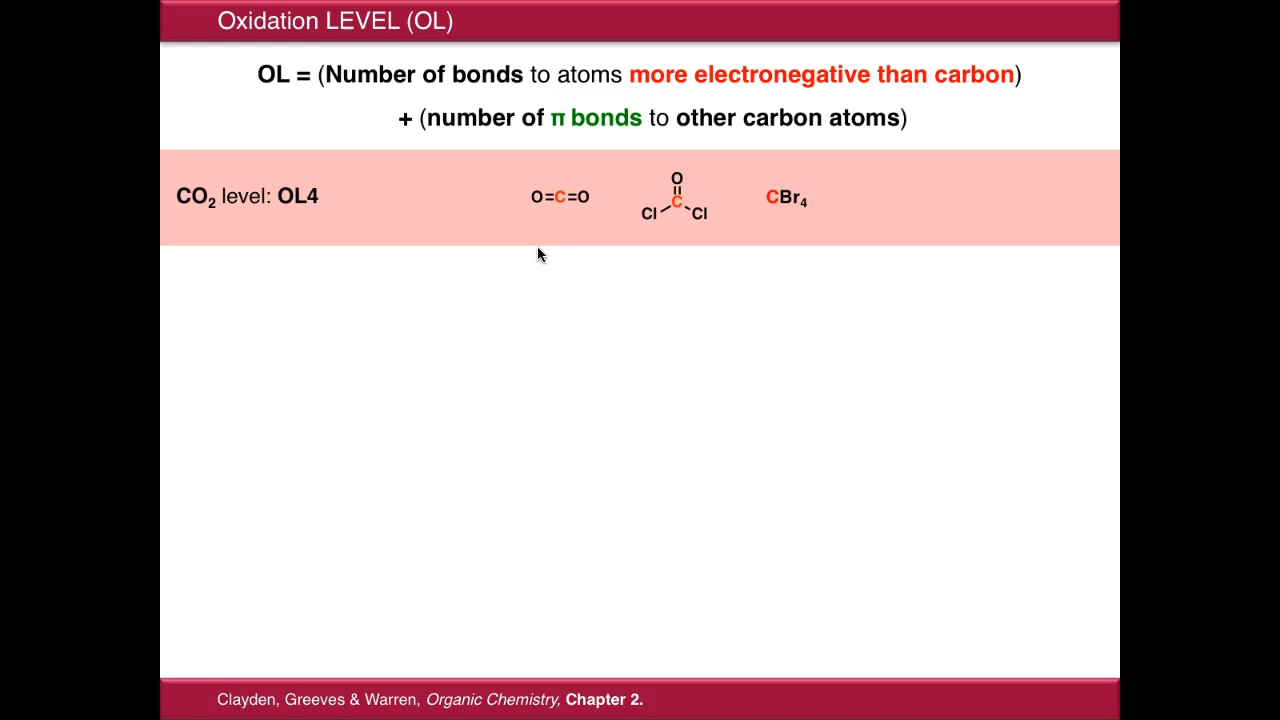 Oxidation LEVEL (OL)
OL = (Number of bonds to atoms more electronegative than carbon)
+ (number of π bonds to other carbon atoms)
CO₂ level: OL4
O=C=O
O
C
Cl Cl
CBr₄
Clayden, Greeves & Warren, Organic Chemistry, Chapter 2.